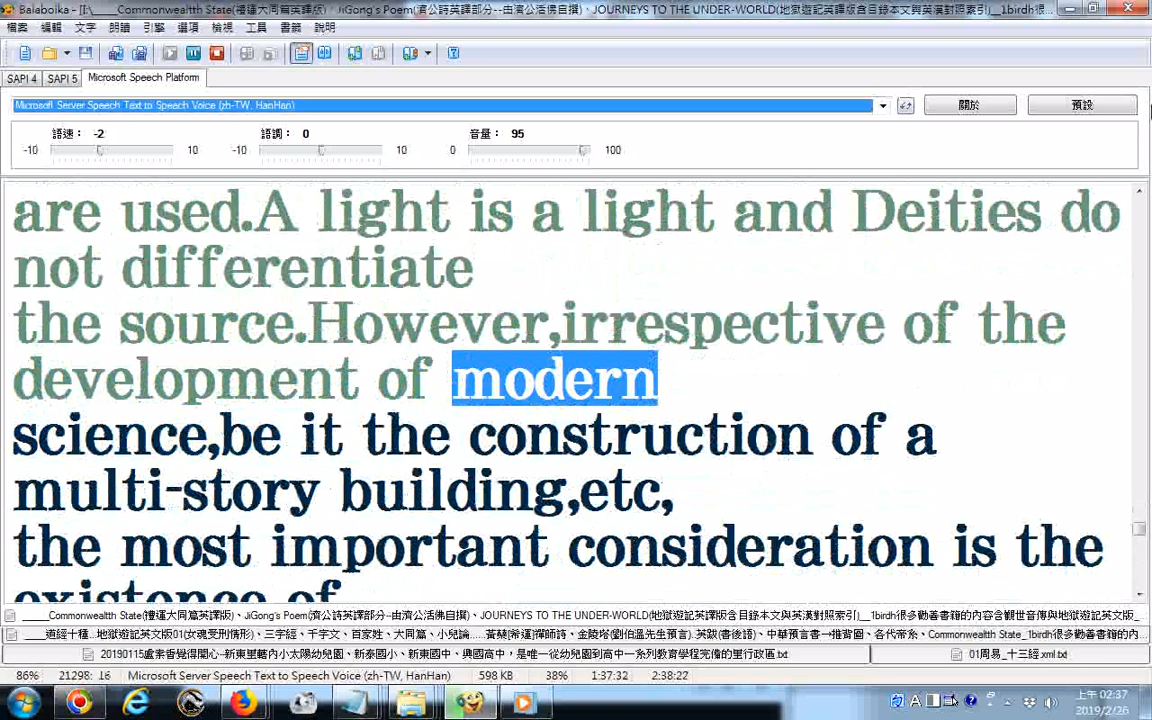 Balabolka - [I:\_____Commonwealtth State(禮運大同篇英譯版)、JiGong's Poem(濟公詩英譯部分--由濟公活佛自撰)、JOURNEYS TO THE UNDER-WORLD(地獄遊記英譯版含目錄本文與英漢對照索引)__1birdh很...
檔案 編輯 文字 朗讀 引擎 選項 檢視 工具 書籤 說明
SAPI 4 SAPI 5 Microsoft Speech Platform
Microsoft Server Speech Text to Speech Voice (zh-TW, HanHan)
關於 預設
語速： -2 語調： 0 音量： 95
-10 10 -10 10 0 100
are used.A light is a light and Deities do
not differentiate
the source.However,irrespective of the
development of modern
science,be it the construction of a
multi-story building,etc,
the most important consideration is the
existence of
_____Commonwealtth State(禮運大同篇英譯版)、JiGong's Poem(濟公詩英譯部分--由濟公活佛自撰)、JOURNEYS TO THE UNDER-WORLD(地獄遊記英譯版含目錄本文與英漢對照索引)__1birdh很多勸善書籍的內容含觀世音傳與地獄遊記英文版_
_____道經十種...地獄遊記英文版01(女魂受刑情形)、三字經、千字文、百家姓、大同篇、小兒論......黃蘗[希運]禪師詩、金陵塔(劉伯溫先生預言).英跋(書後語)、中華預言書---推背圖、各代帝系、Commonwealtth State_1birdh很多勸善書籍的內...
20190115盧素香覺得開心--新東里轄內小太陽幼兒園、新泰國小、新東國中、興國高中，是唯一從幼兒園到高中一系列教育學程完備的里行政區.txt
01周易_十三經.xml.txt
86% 21298: 16 Microsoft Server Speech Text to Speech Voice (zh-TW, HanHan) 598 KB 38% 1:37:32 2:38:22
上午 02:37
2019/2/26